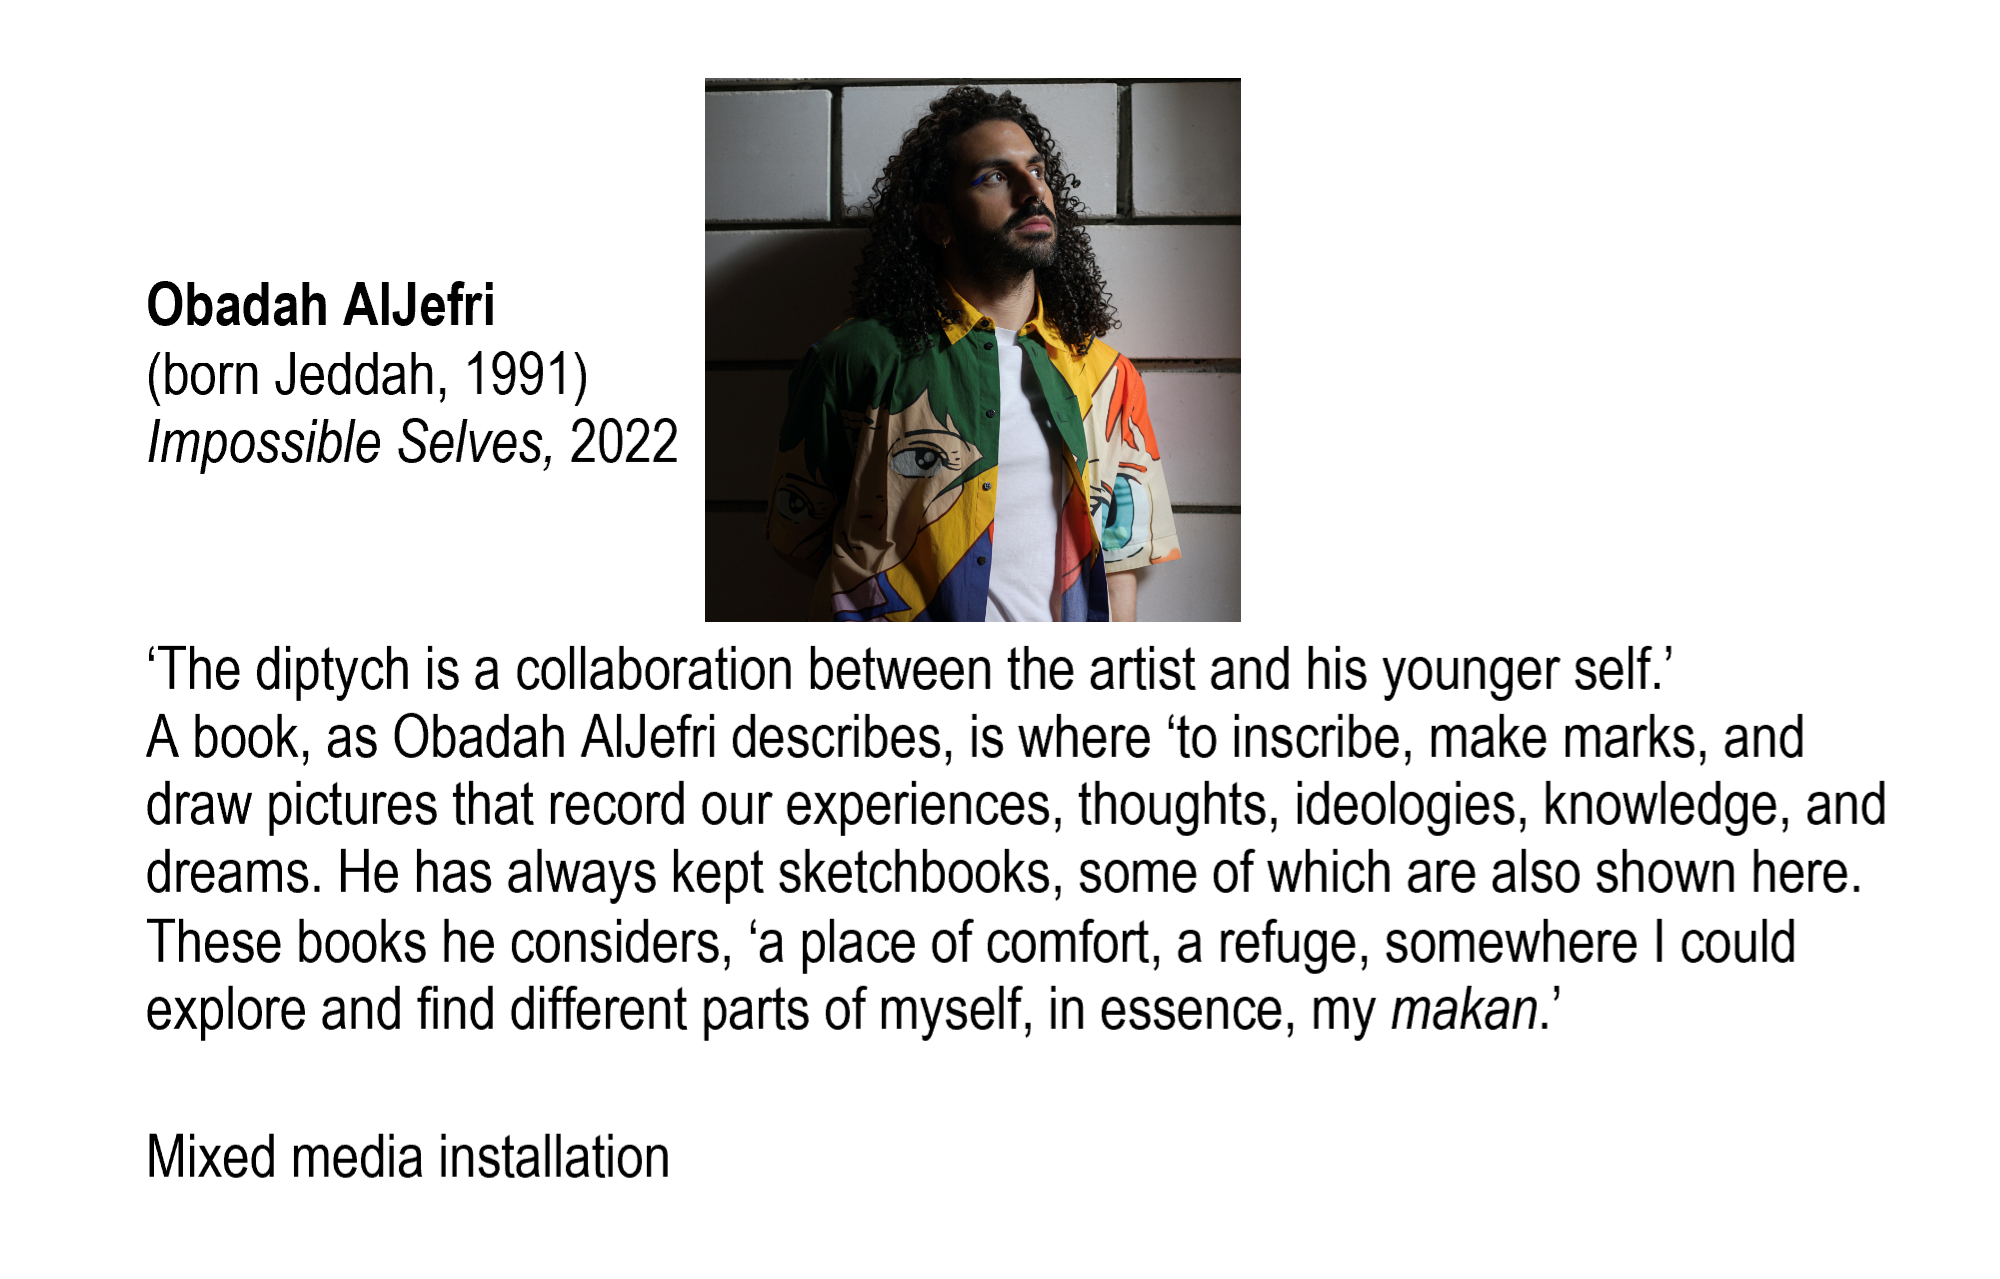 Obadah AlJefri
(born Jeddah, 1991)
Impossible Selves, 2022
‘The diptych is a collaboration between the artist and his younger self.’
A book, as Obadah AlJefri describes, is where ‘to inscribe, make marks, and
draw pictures that record our experiences, thoughts, ideologies, knowledge, and
dreams. He has always kept sketchbooks, some of which are also shown here.
These books he considers, ‘a place of comfort, a refuge, somewhere I could
explore and find different parts of myself, in essence, my makan.’
Mixed media installation